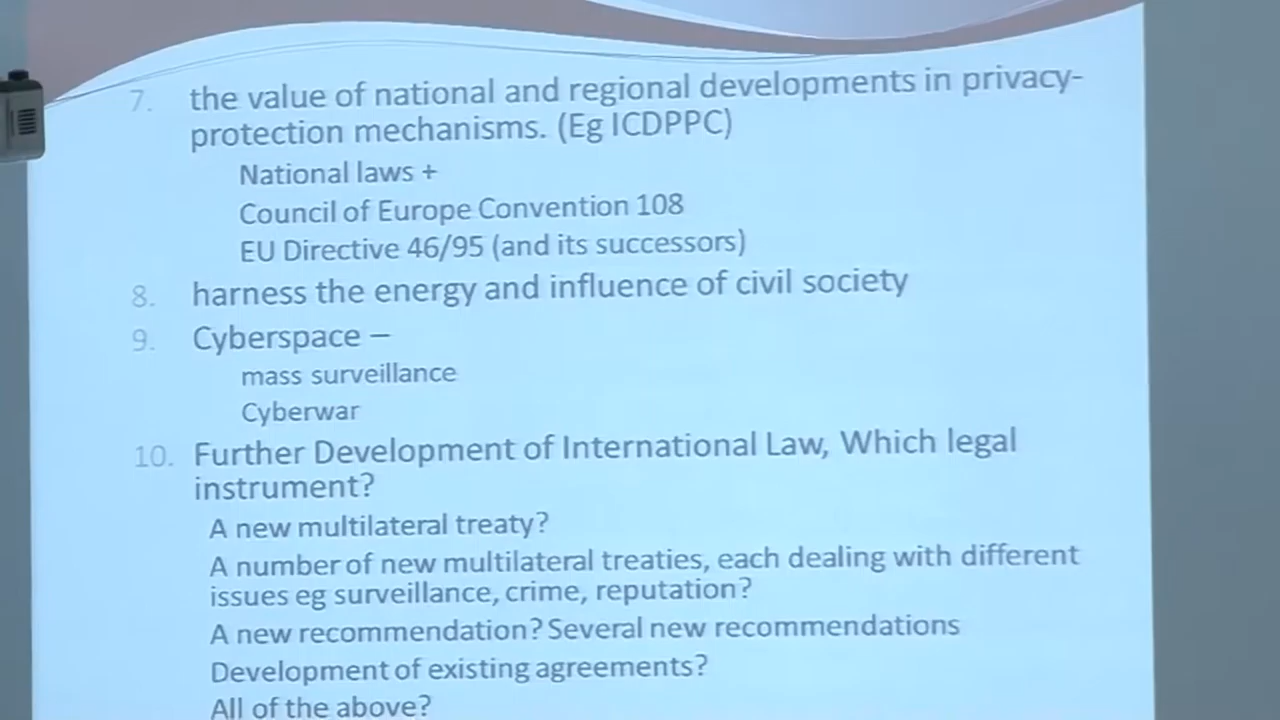 7. the value of national and regional developments in privacy-
protection mechanisms. (Eg ICDPPC)
National laws +
Council of Europe Convention 108
EU Directive 46/95 (and its successors)
8. harness the energy and influence of civil society
9. Cyberspace –
mass surveillance
Cyberwar
10. Further Development of International Law, Which legal
instrument?
A new multilateral treaty?
A number of new multilateral treaties, each dealing with different
issues eg surveillance, crime, reputation?
A new recommendation? Several new recommendations
Development of existing agreements?
All of the above?